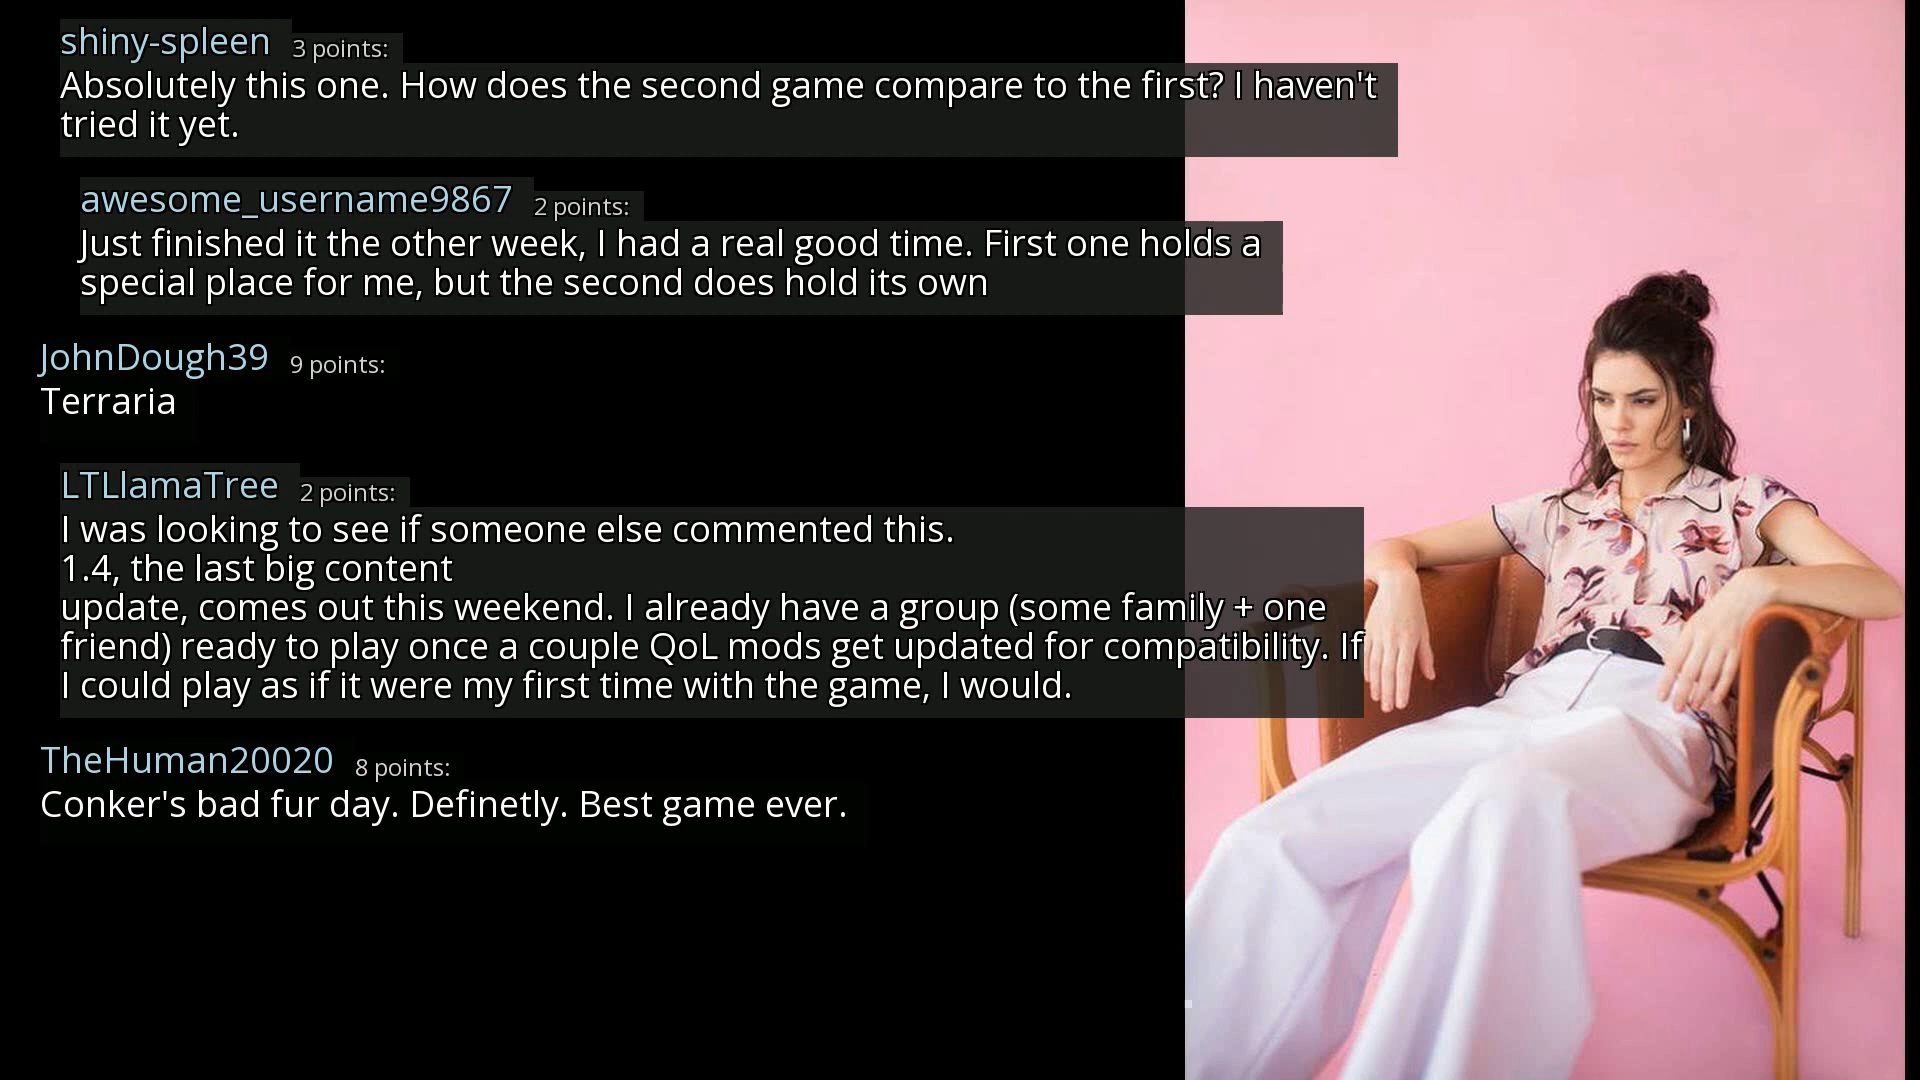 shiny-spleen 3 points:
Absolutely this one. How does the second game compare to the first? I haven't
tried it yet.
awesome_username9867 2 points:
Just finished it the other week, I had a real good time. First one holds a
special place for me, but the second does hold its own
JohnDough39 9 points:
Terraria
LTLlamaTree 2 points:
I was looking to see if someone else commented this.
1.4, the last big content
update, comes out this weekend. I already have a group (some family + one
friend) ready to play once a couple QoL mods get updated for compatibility. If
I could play as if it were my first time with the game, I would.
TheHuman20020 8 points:
Conker's bad fur day. Definetly. Best game ever.